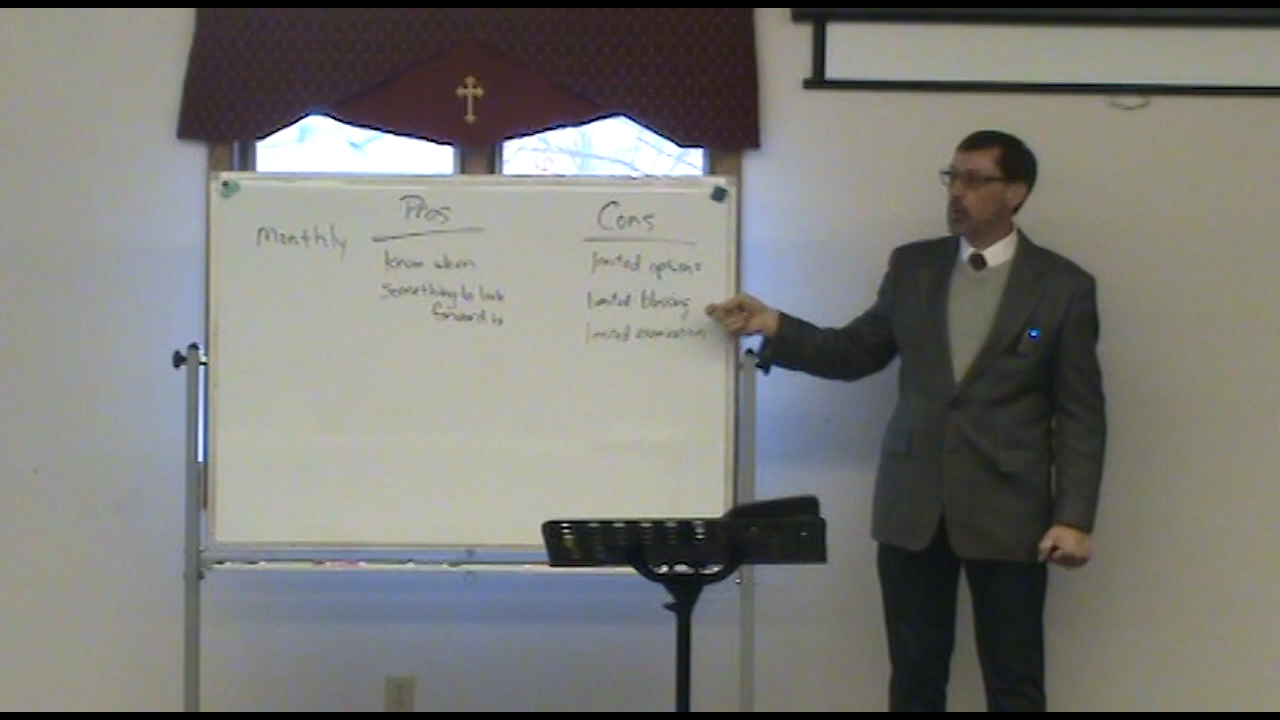 Pros
Cons
Monthly
know when
limited options
Something to look
forward to
limited blessing
limited examination